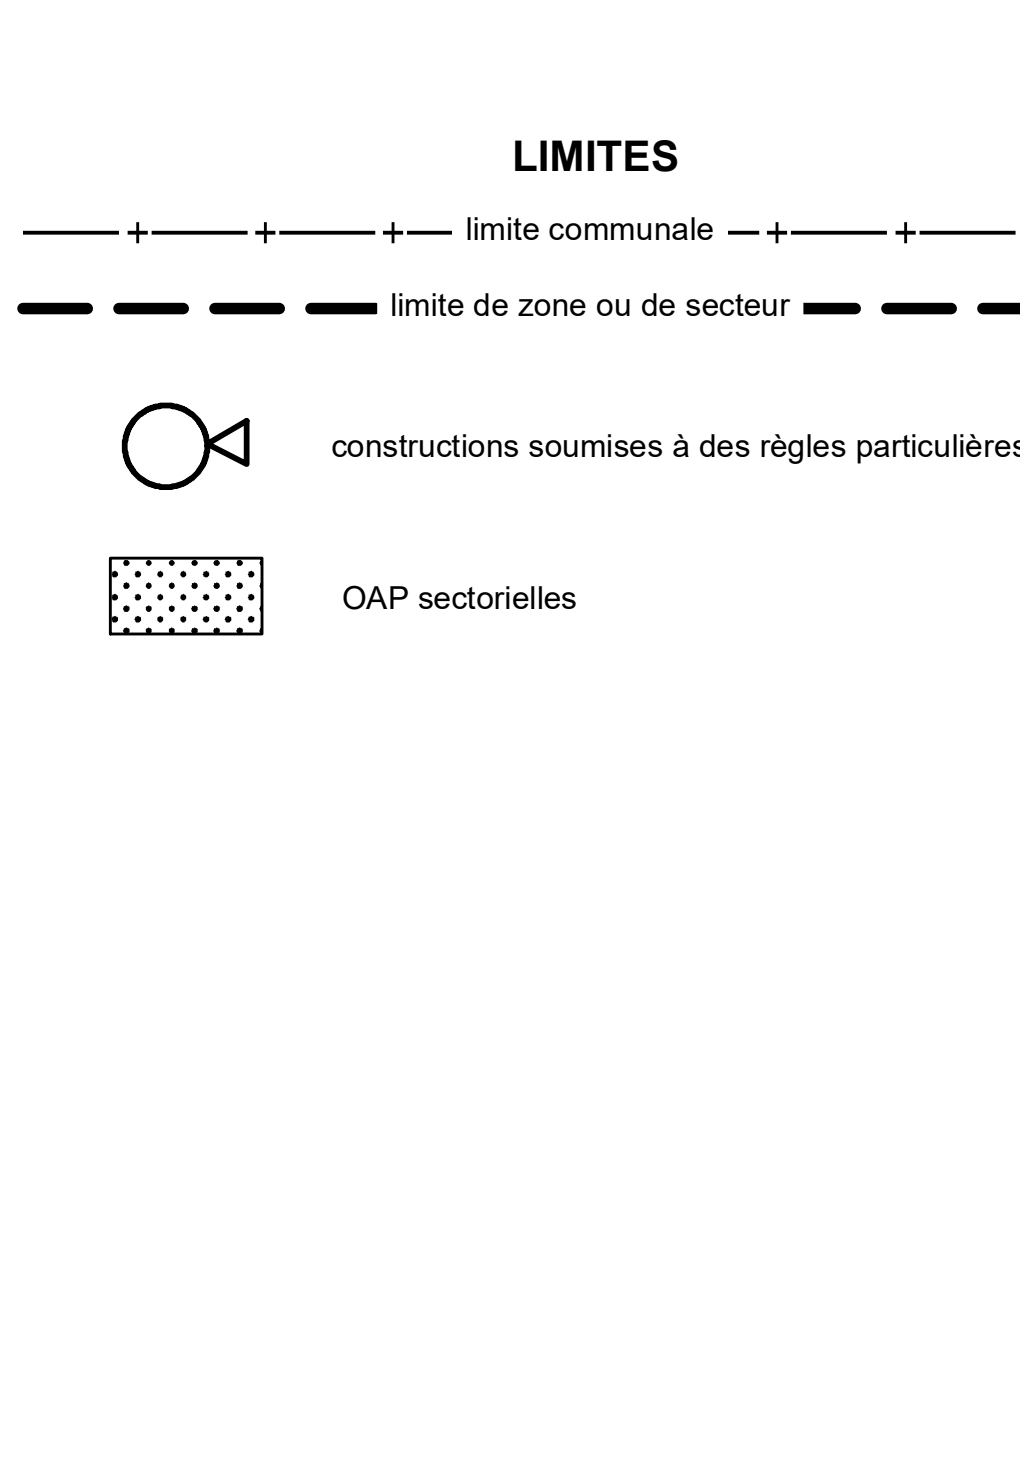 LIMITES
limite communale
limite de zone ou de secteur
constructions soumises à des règles particulières
OAP sectorielles